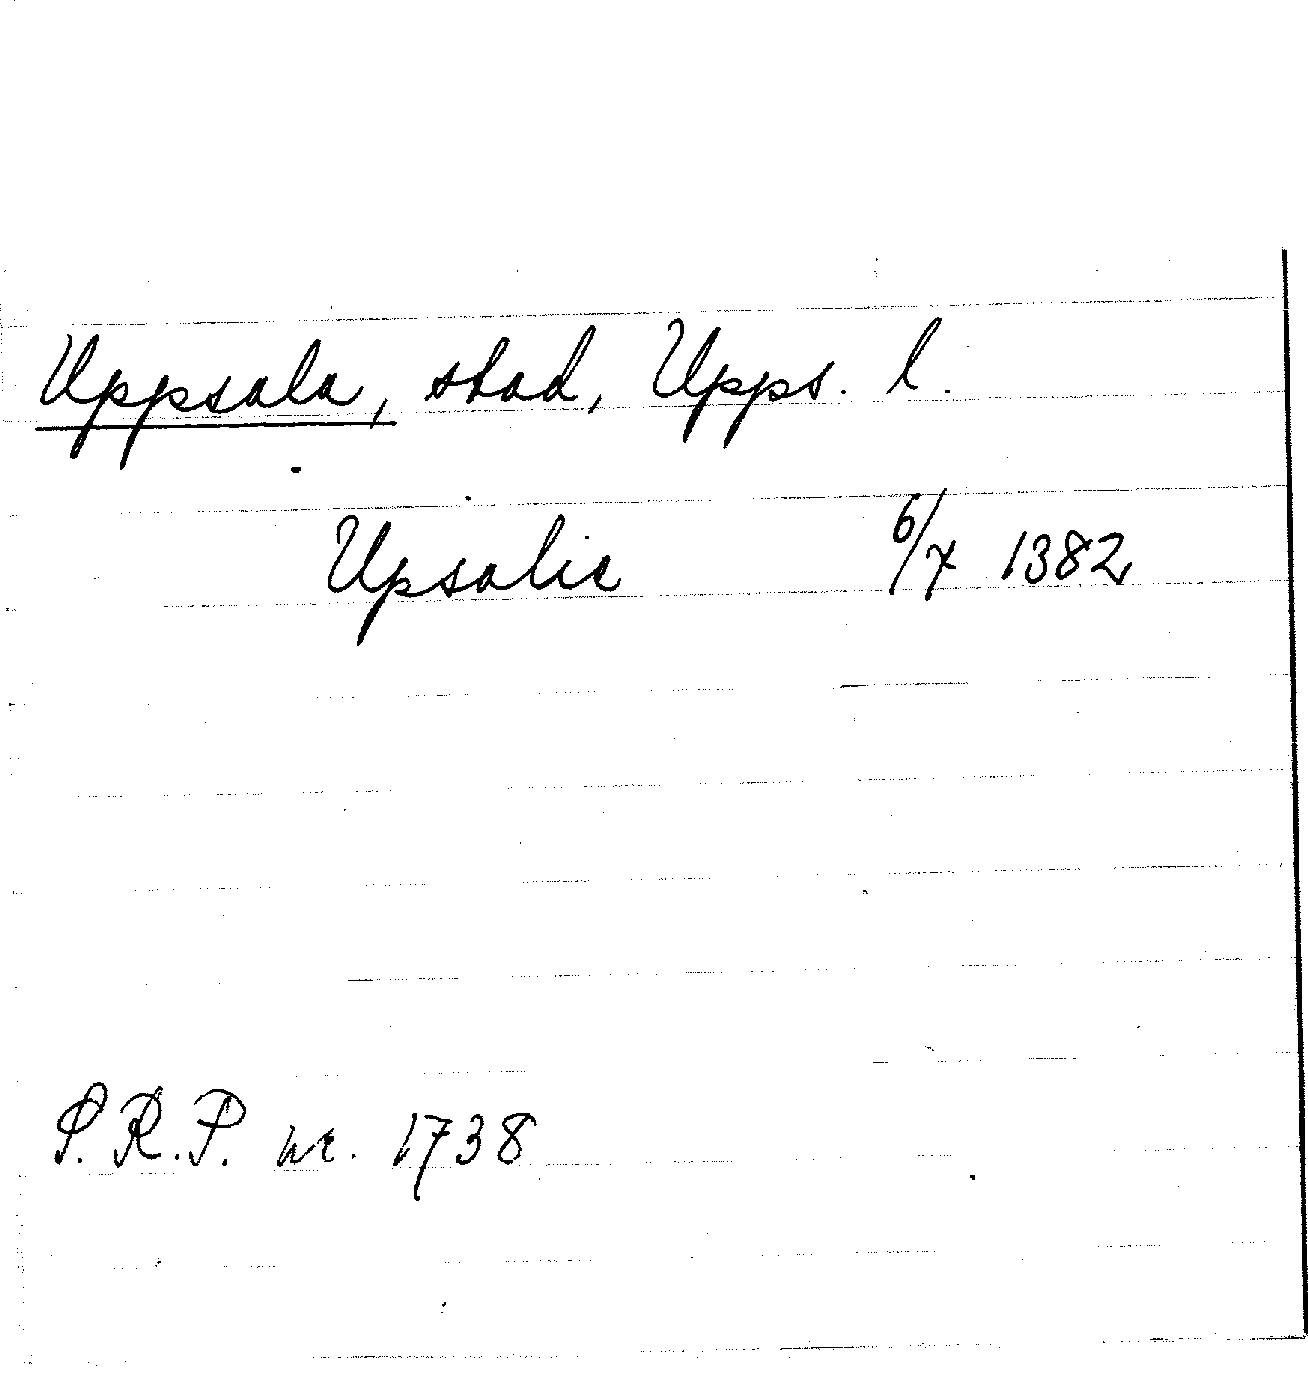 Uppsala, stad, Upps. l.
Upsalie 6/7 1382
S.R.P. nr. 1738